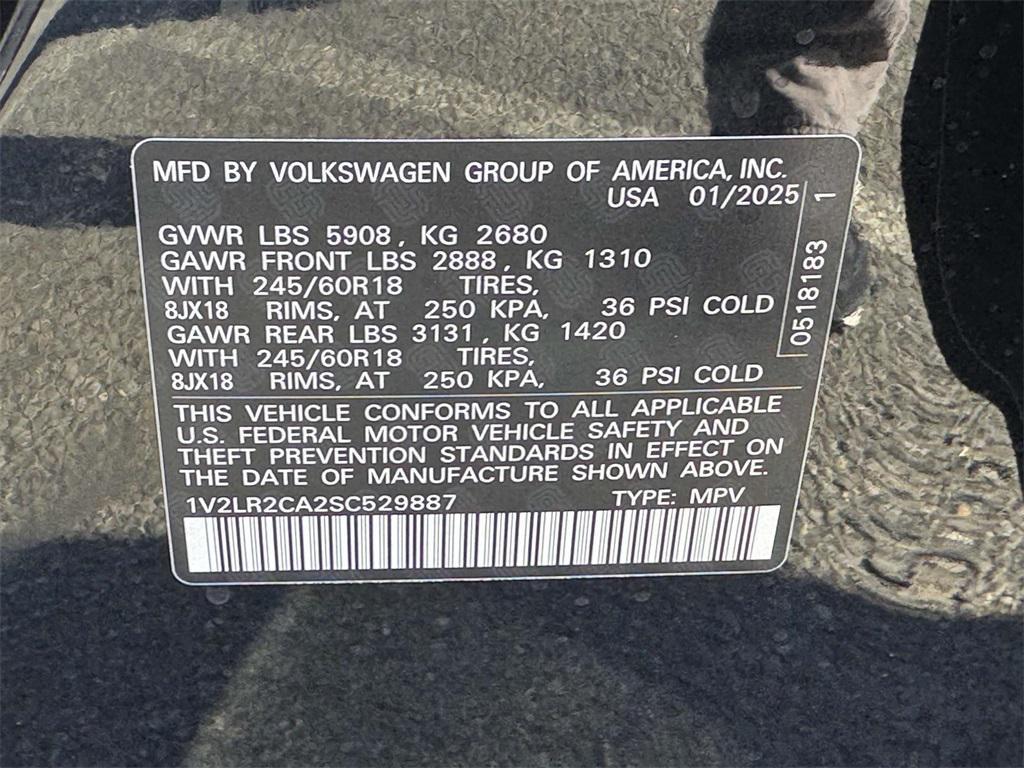 MFD BY VOLKSWAGEN GROUP OF AMERICA, INC.
USA 01/2025
GVWR LBS 5908, KG 2680
GAWR FRONT LBS 2888, KG 1310
WITH 245/60R18 TIRES,
8JX18 RIMS, AT 250 KPA, 36 PSI COLD
GAWR REAR LBS 3131, KG 1420
WITH 245/60R18 TIRES,
8JX18 RIMS, AT 250 KPA, 36 PSI COLD
0518183 1
THIS VEHICLE CONFORMS TO ALL APPLICABLE
U.S. FEDERAL MOTOR VEHICLE SAFETY AND
THEFT PREVENTION STANDARDS IN EFFECT ON
THE DATE OF MANUFACTURE SHOWN ABOVE.
1V2LR2CA2SC529887 TYPE: MPV